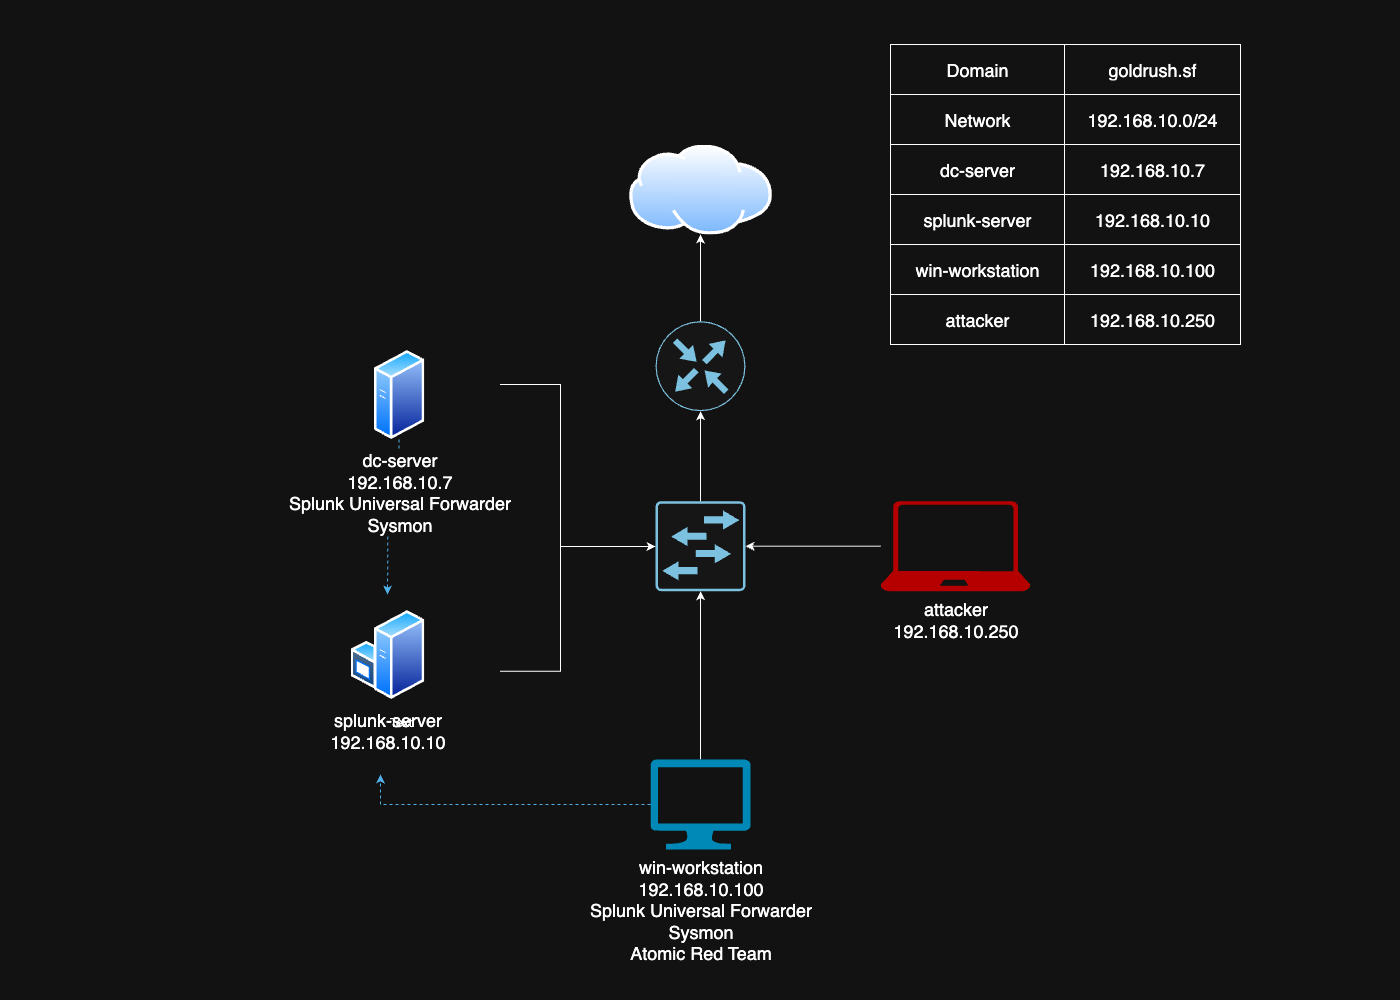 Domain goldrush.sf
Network 192.168.10.0/24
dc-server 192.168.10.7
splunk-server 192.168.10.10
win-workstation 192.168.10.100
attacker 192.168.10.250
dc-server
192.168.10.7
Splunk Universal Forwarder
Sysmon
attacker
192.168.10.250
splunk-server
192.168.10.10
win-workstation
192.168.10.100
Splunk Universal Forwarder
Sysmon
Atomic Red Team